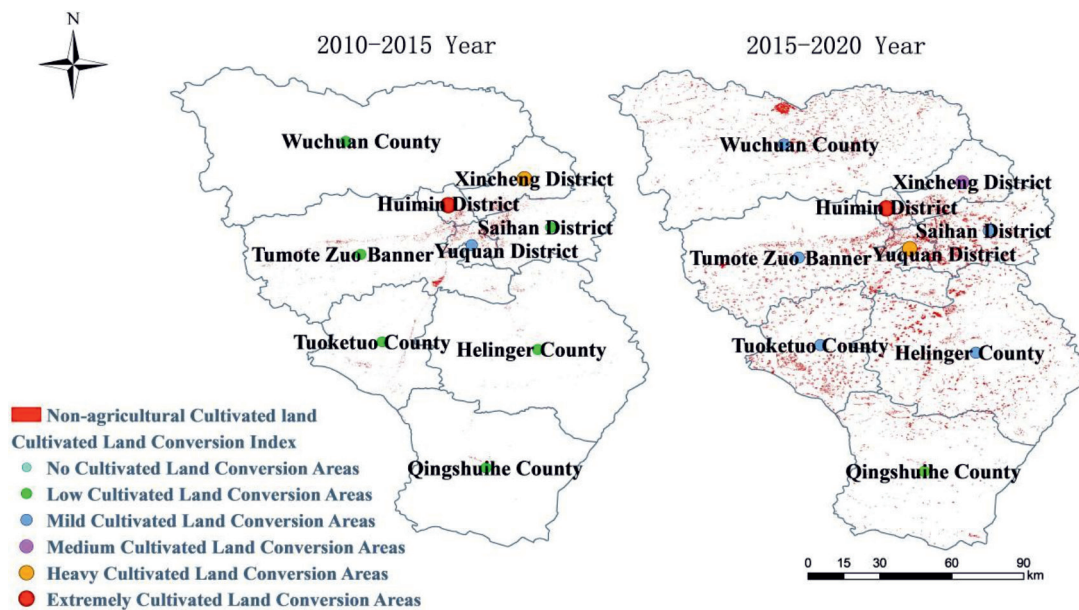 N
2010-2015 Year
2015-2020 Year
Wuchuan County
Xincheng District
Huimin District
Saihan District
Yuquan District
Tumote Zuo Banner
Tuoketuo County
Helinger County
Qingshuihe County
Wuchuan County
Xincheng District
Huimin District
Saihan District
Yuquan District
Tumote Zuo Banner
Tuoketuo County
Helinger County
Qingshuihe County
Non-agricultural Cultivated land
Cultivated Land Conversion Index
No Cultivated Land Conversion Areas
Low Cultivated Land Conversion Areas
Mild Cultivated Land Conversion Areas
Medium Cultivated Land Conversion Areas
Heavy Cultivated Land Conversion Areas
Extremely Cultivated Land Conversion Areas
0 15 30 60 90
km